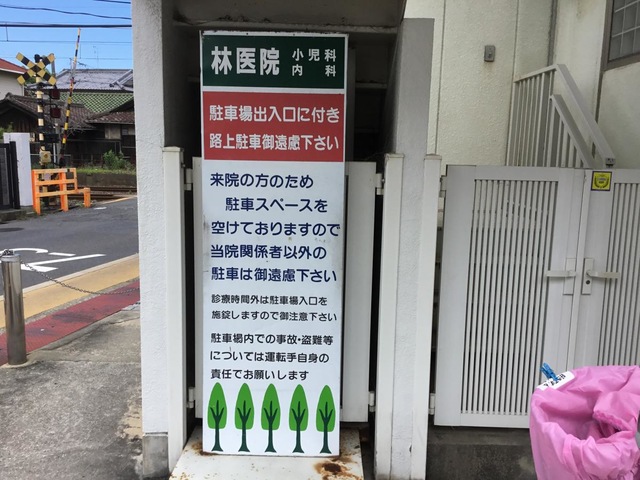 林医院 小児科
内科
駐車場出入口に付き
路上駐車御遠慮下さい
来院の方のため
駐車スペースを
空けておりますので
当院関係者以外の
駐車は御遠慮下さい
診療時間外は駐車場入口を
施錠しますので御注意下さい
駐車場内での事故・盗難等
については運転手自身の
責任でお願いします